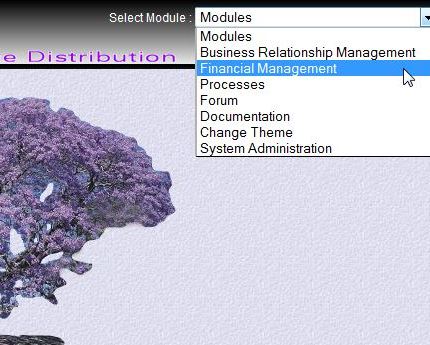 Select Module : Modules
e Distribution
Modules
Business Relationship Management
Financial Management
Processes
Forum
Documentation
Change Theme
System Administration